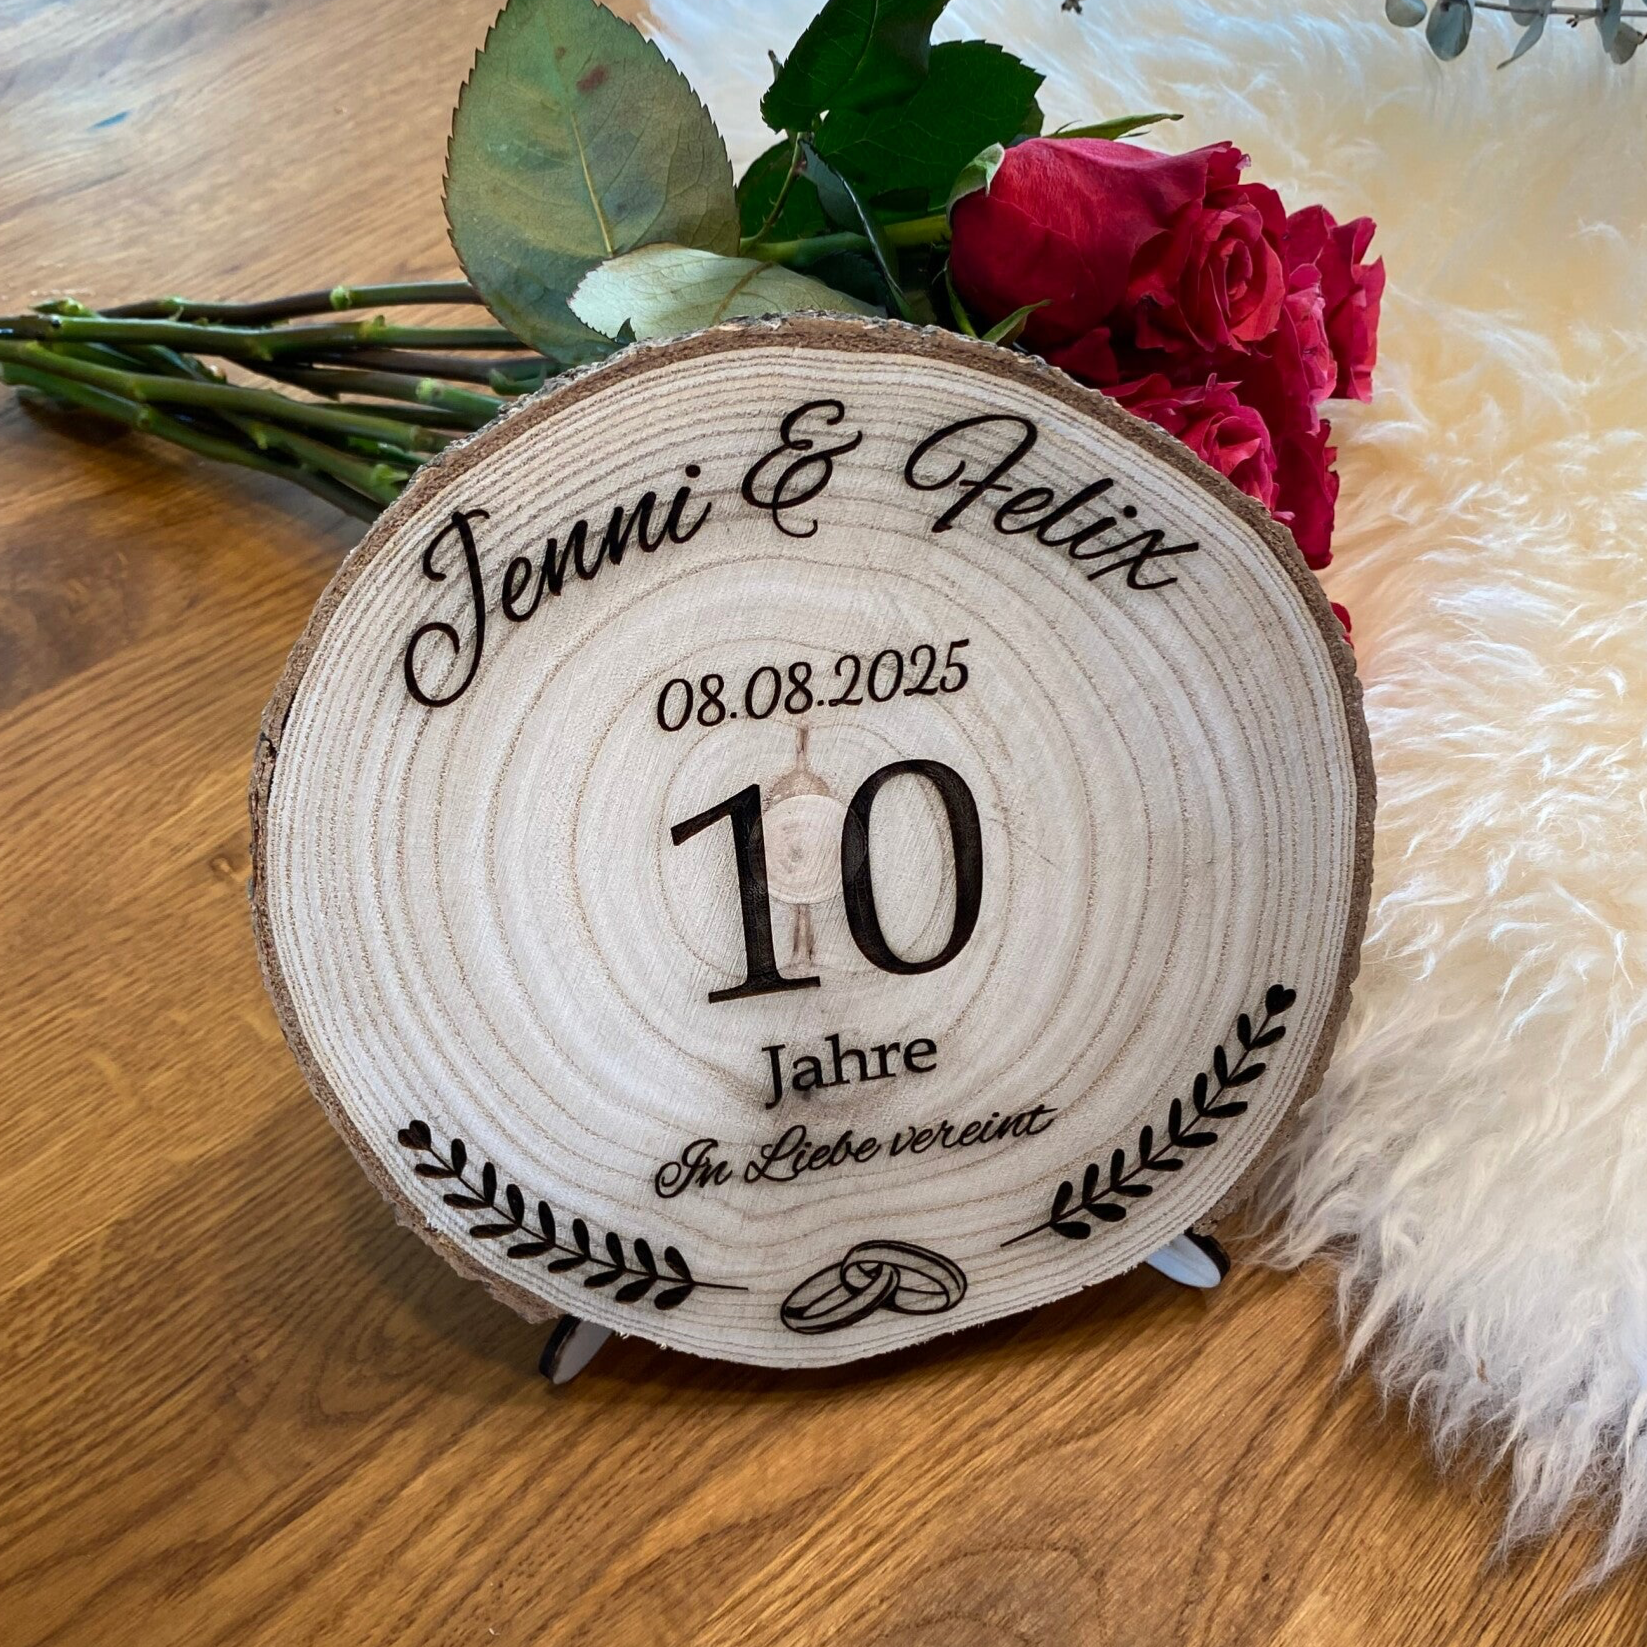 Jenni & Felix
08.08.2025
10
Jahre
In Liebe vereint